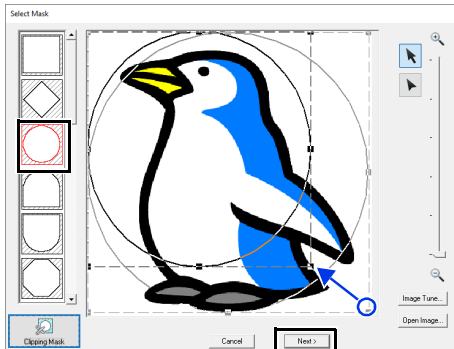 Select Mask
Image Tune...
Open Image...
Clipping Mask
Cancel
Next >